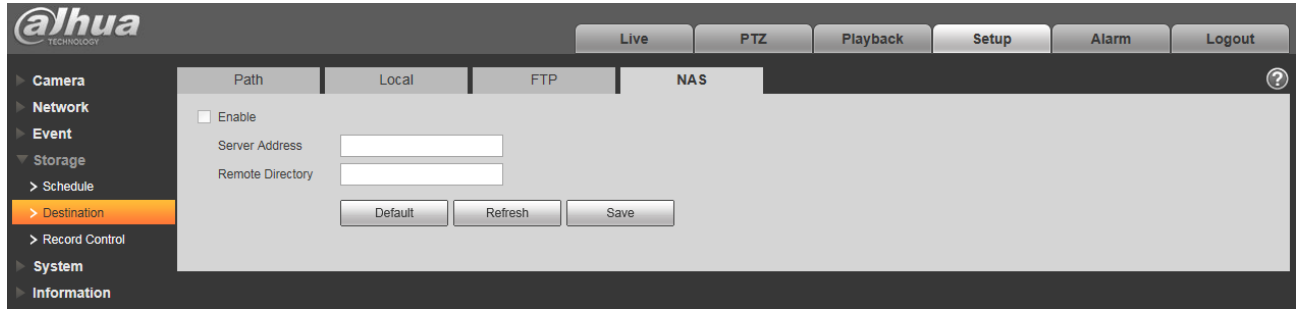 alhua
TECHNOLOGY
Live PTZ Playback Setup Alarm Logout
Camera
Network
Event
Storage
> Schedule
> Destination
> Record Control
System
Information
Path Local FTP NAS
?
Enable
Server Address
Remote Directory
Default Refresh Save